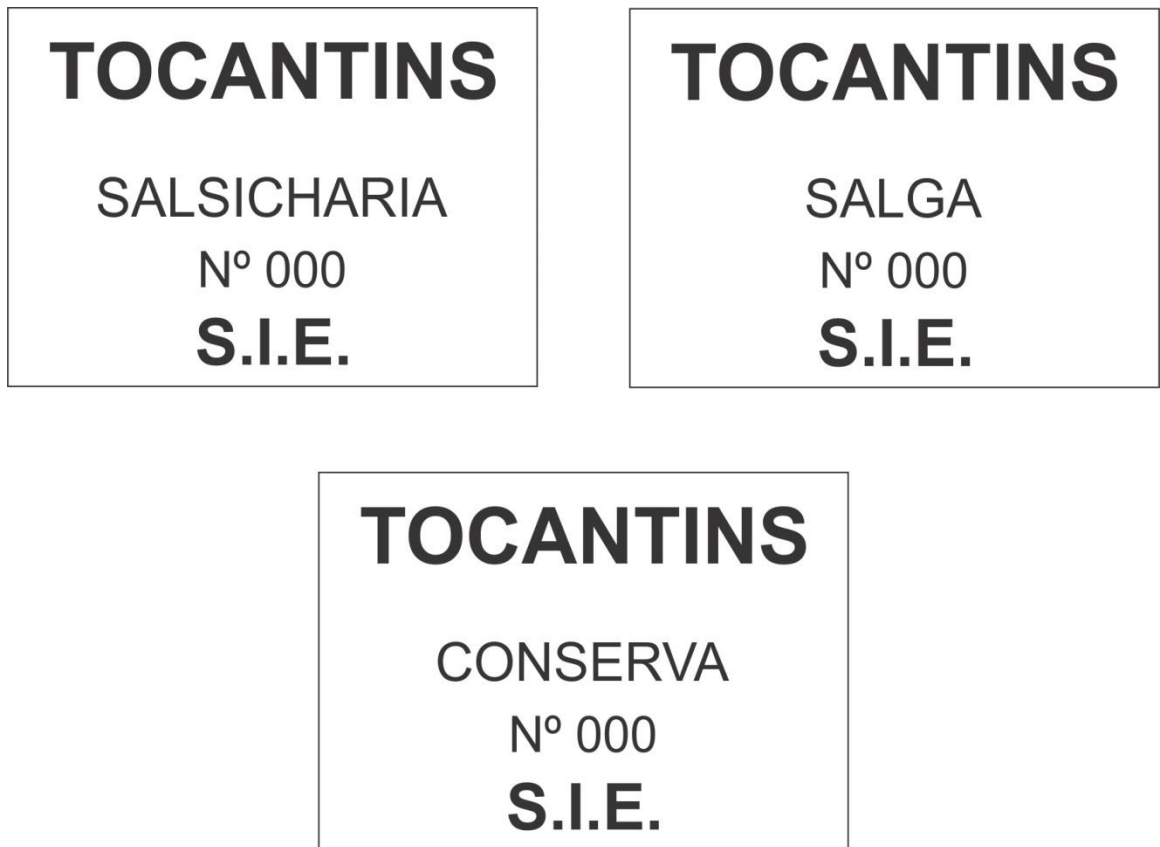 TOCANTINS
SALSICHARIA
Nº 000
S.I.E.
TOCANTINS
SALGA
Nº 000
S.I.E.
TOCANTINS
CONSERVA
Nº 000
S.I.E.